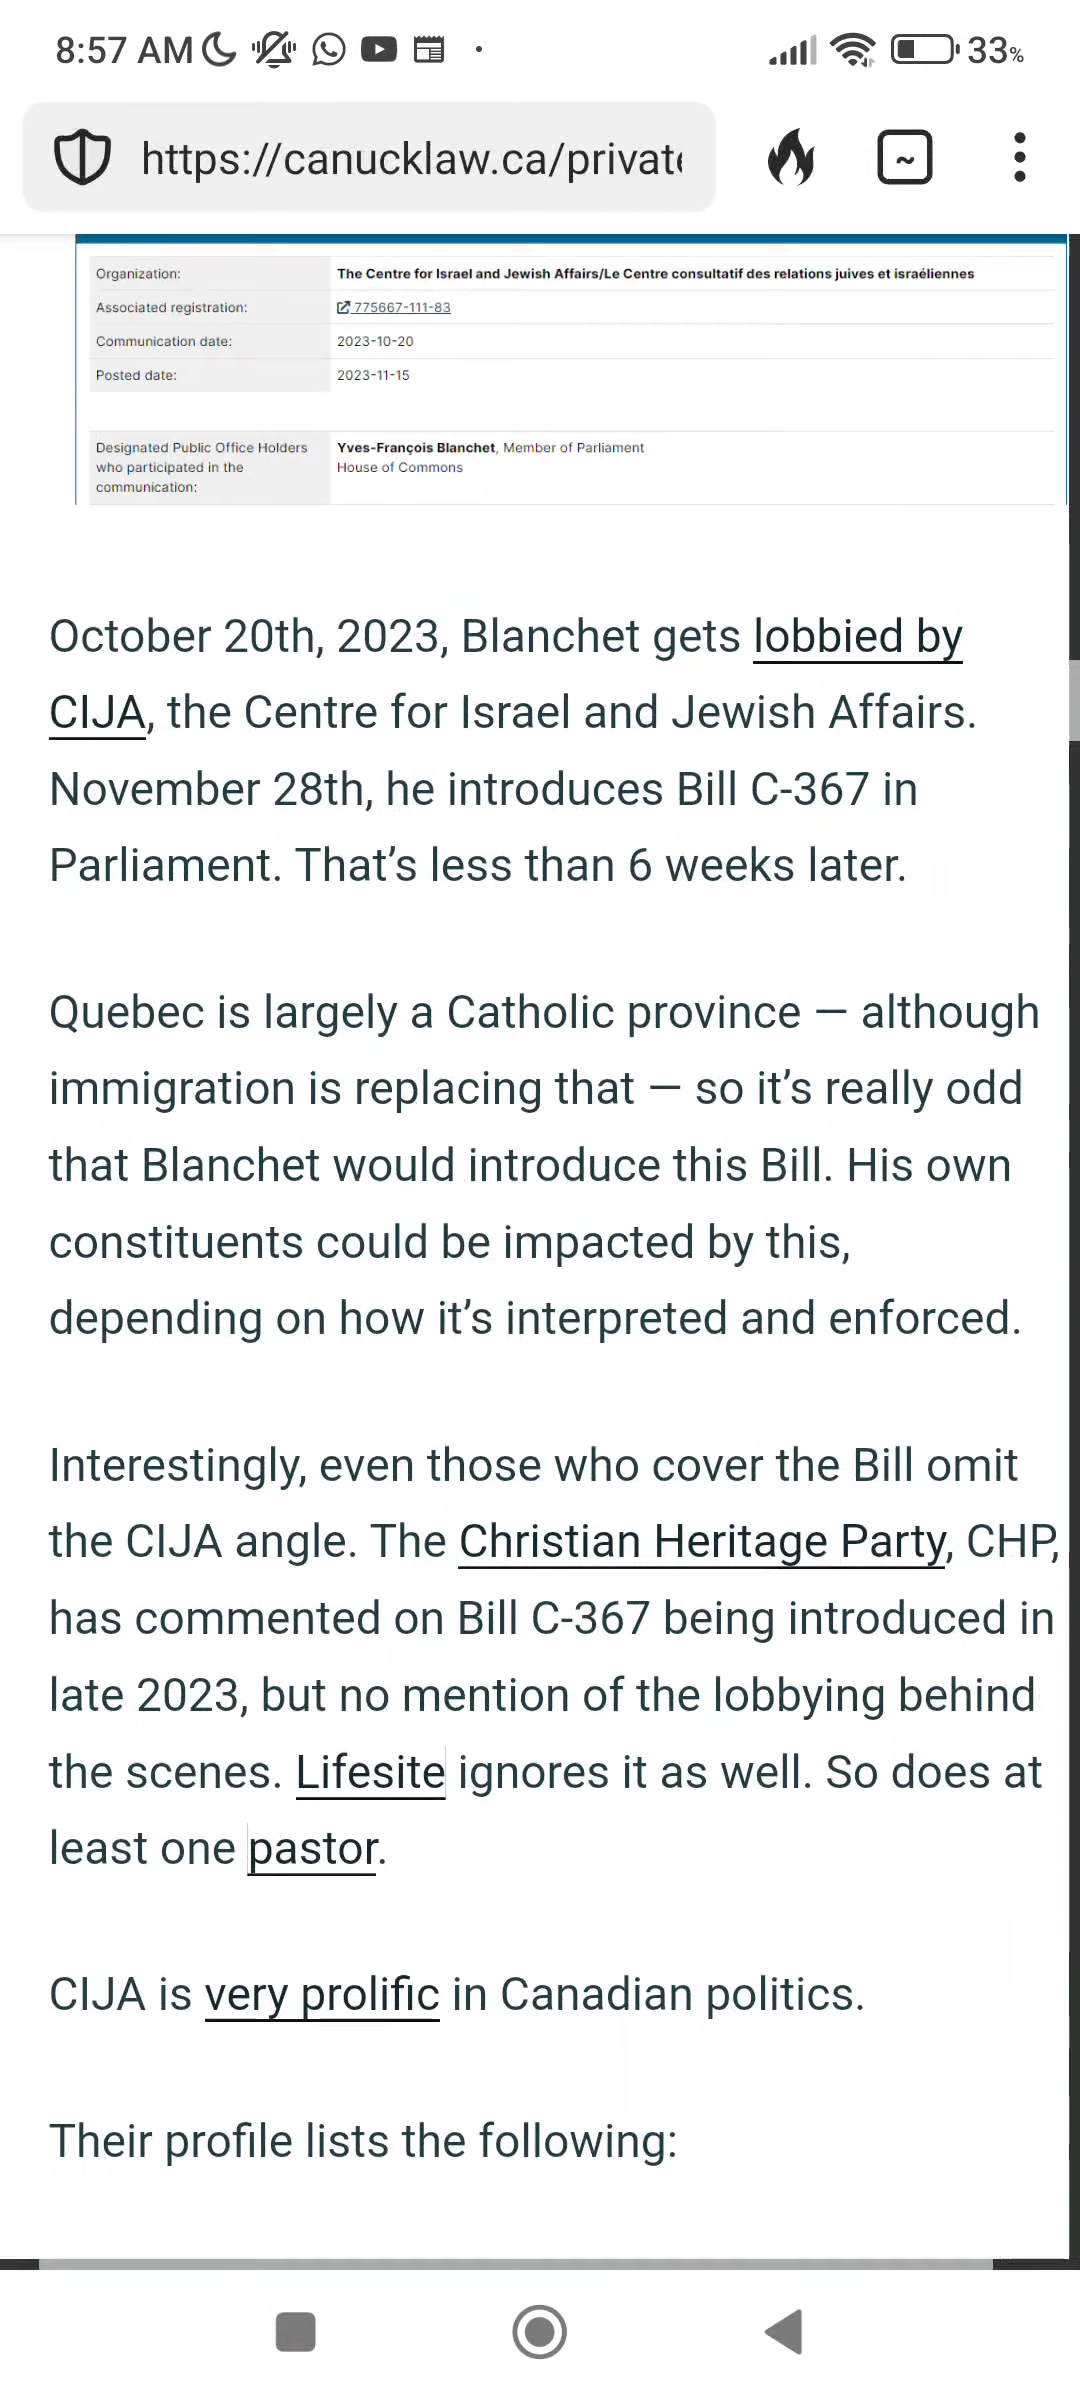 8:57 AM
33%
https://canucklaw.ca/private
Organization: The Centre for Israel and Jewish Affairs/Le Centre consultatif des relations juives et israéliennes
Associated registration: 775667-111-83
Communication date: 2023-10-20
Posted date: 2023-11-15
Designated Public Office Holders who participated in the communication: Yves-François Blanchet, Member of Parliament
House of Commons
October 20th, 2023, Blanchet gets lobbied by
CIJA, the Centre for Israel and Jewish Affairs.
November 28th, he introduces Bill C-367 in
Parliament. That’s less than 6 weeks later.
Quebec is largely a Catholic province — although
immigration is replacing that — so it’s really odd
that Blanchet would introduce this Bill. His own
constituents could be impacted by this,
depending on how it’s interpreted and enforced.
Interestingly, even those who cover the Bill omit
the CIJA angle. The Christian Heritage Party, CHP,
has commented on Bill C-367 being introduced in
late 2023, but no mention of the lobbying behind
the scenes. Lifesite ignores it as well. So does at
least one pastor.
CIJA is very prolific in Canadian politics.
Their profile lists the following: